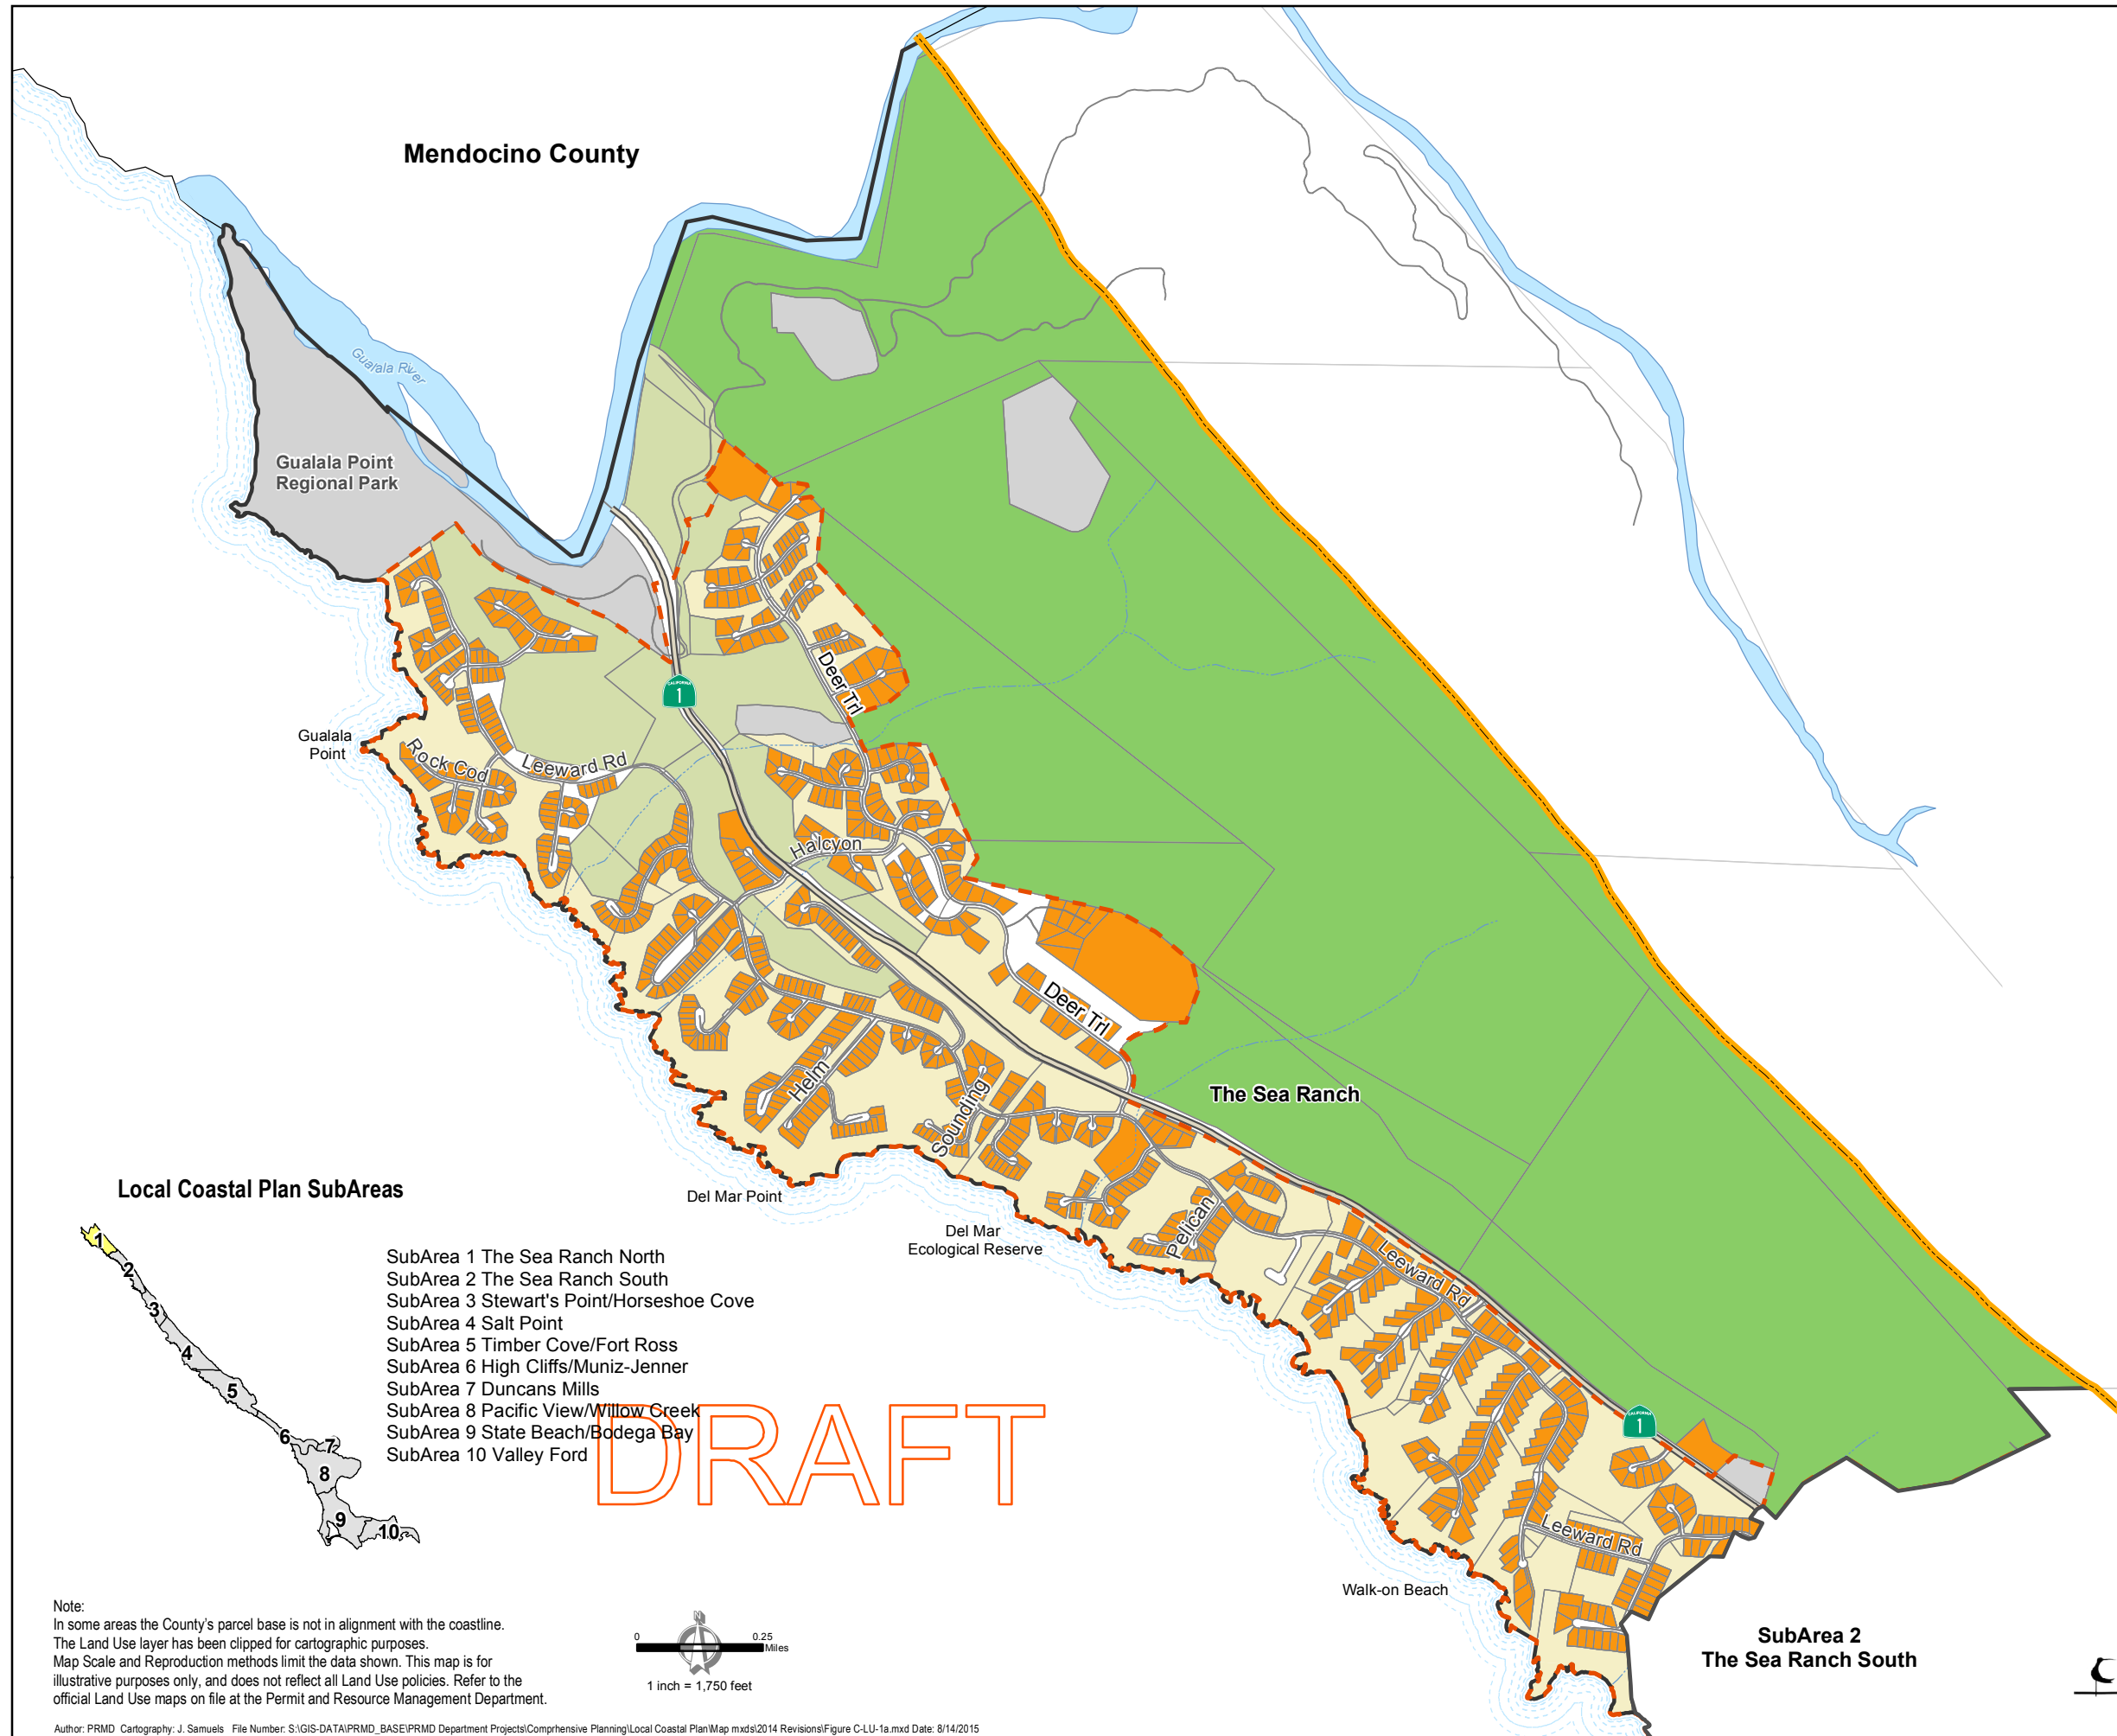 Mendocino County
Gualala River
Gualala Point
Regional Park
CALIFORNIA
1
Deer Trl
Gualala
Point
Rock Cod
Leeward Rd
Halcyon
Deer Trl
Helm
Sounding
The Sea Ranch
Del Mar Point
Del Mar
Ecological Reserve
Pelican
Leeward Rd
CALIFORNIA
1
Leeward Rd
Walk-on Beach
SubArea 2
The Sea Ranch South
Local Coastal Plan SubAreas
1
2
3
4
5
6
7
8
9
10
SubArea 1 The Sea Ranch North
SubArea 2 The Sea Ranch South
SubArea 3 Stewart's Point/Horseshoe Cove
SubArea 4 Salt Point
SubArea 5 Timber Cove/Fort Ross
SubArea 6 High Cliffs/Muniz-Jenner
SubArea 7 Duncans Mills
SubArea 8 Pacific View/Willow Creek
SubArea 9 State Beach/Bodega Bay
SubArea 10 Valley Ford
DRAFT
Note:
In some areas the County's parcel base is not in alignment with the coastline.
The Land Use layer has been clipped for cartographic purposes.
Map Scale and Reproduction methods limit the data shown. This map is for
illustrative purposes only, and does not reflect all Land Use policies. Refer to the
official Land Use maps on file at the Permit and Resource Management Department.
N
0 0.25
Miles
1 inch = 1,750 feet
Author: PRMD Cartography: J. Samuels File Number: S:\GIS-DATA\PRMD_BASE\PRMD Department Projects\Comprhensive Planning\Local Coastal Plan\Map mxds\2014 Revisions\Figure C-LU-1a.mxd Date: 8/14/2015